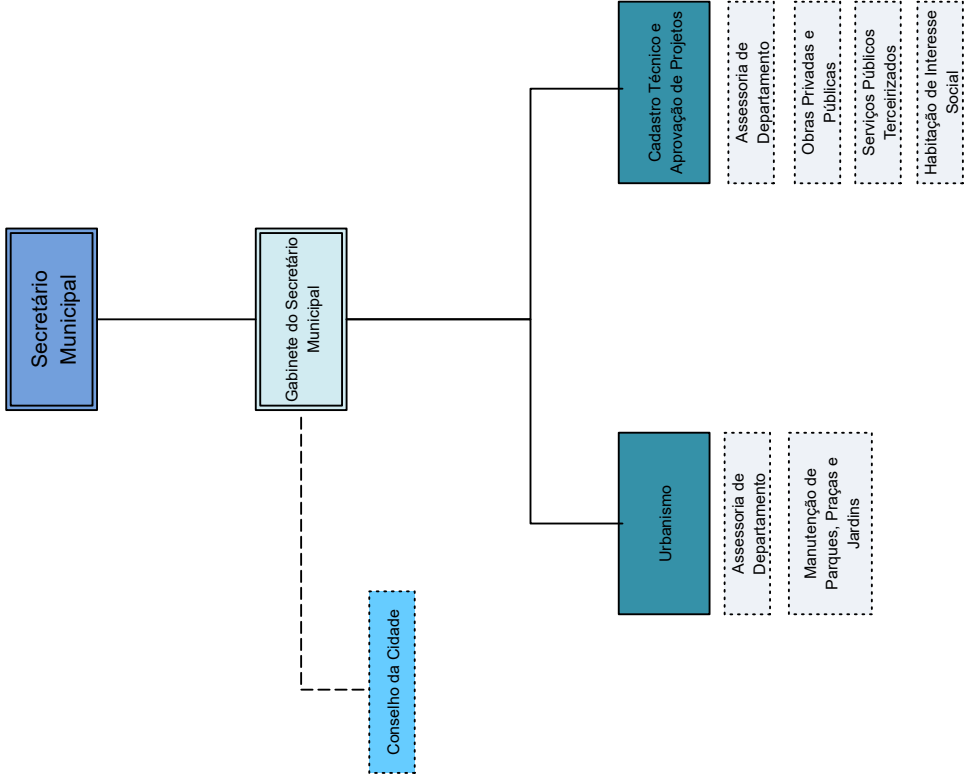 Secretário
Municipal
Gabinete do Secretário
Municipal
Conselho da Cidade
Urbanismo
Assessoria de
Departamento
Manutenção de
Parques, Praças e
Jardins
Cadastro Técnico e
Aprovação de Projetos
Assessoria de
Departamento
Obras Privadas e
Públicas
Serviços Públicos
Terceirizados
Habitação de Interesse
Social